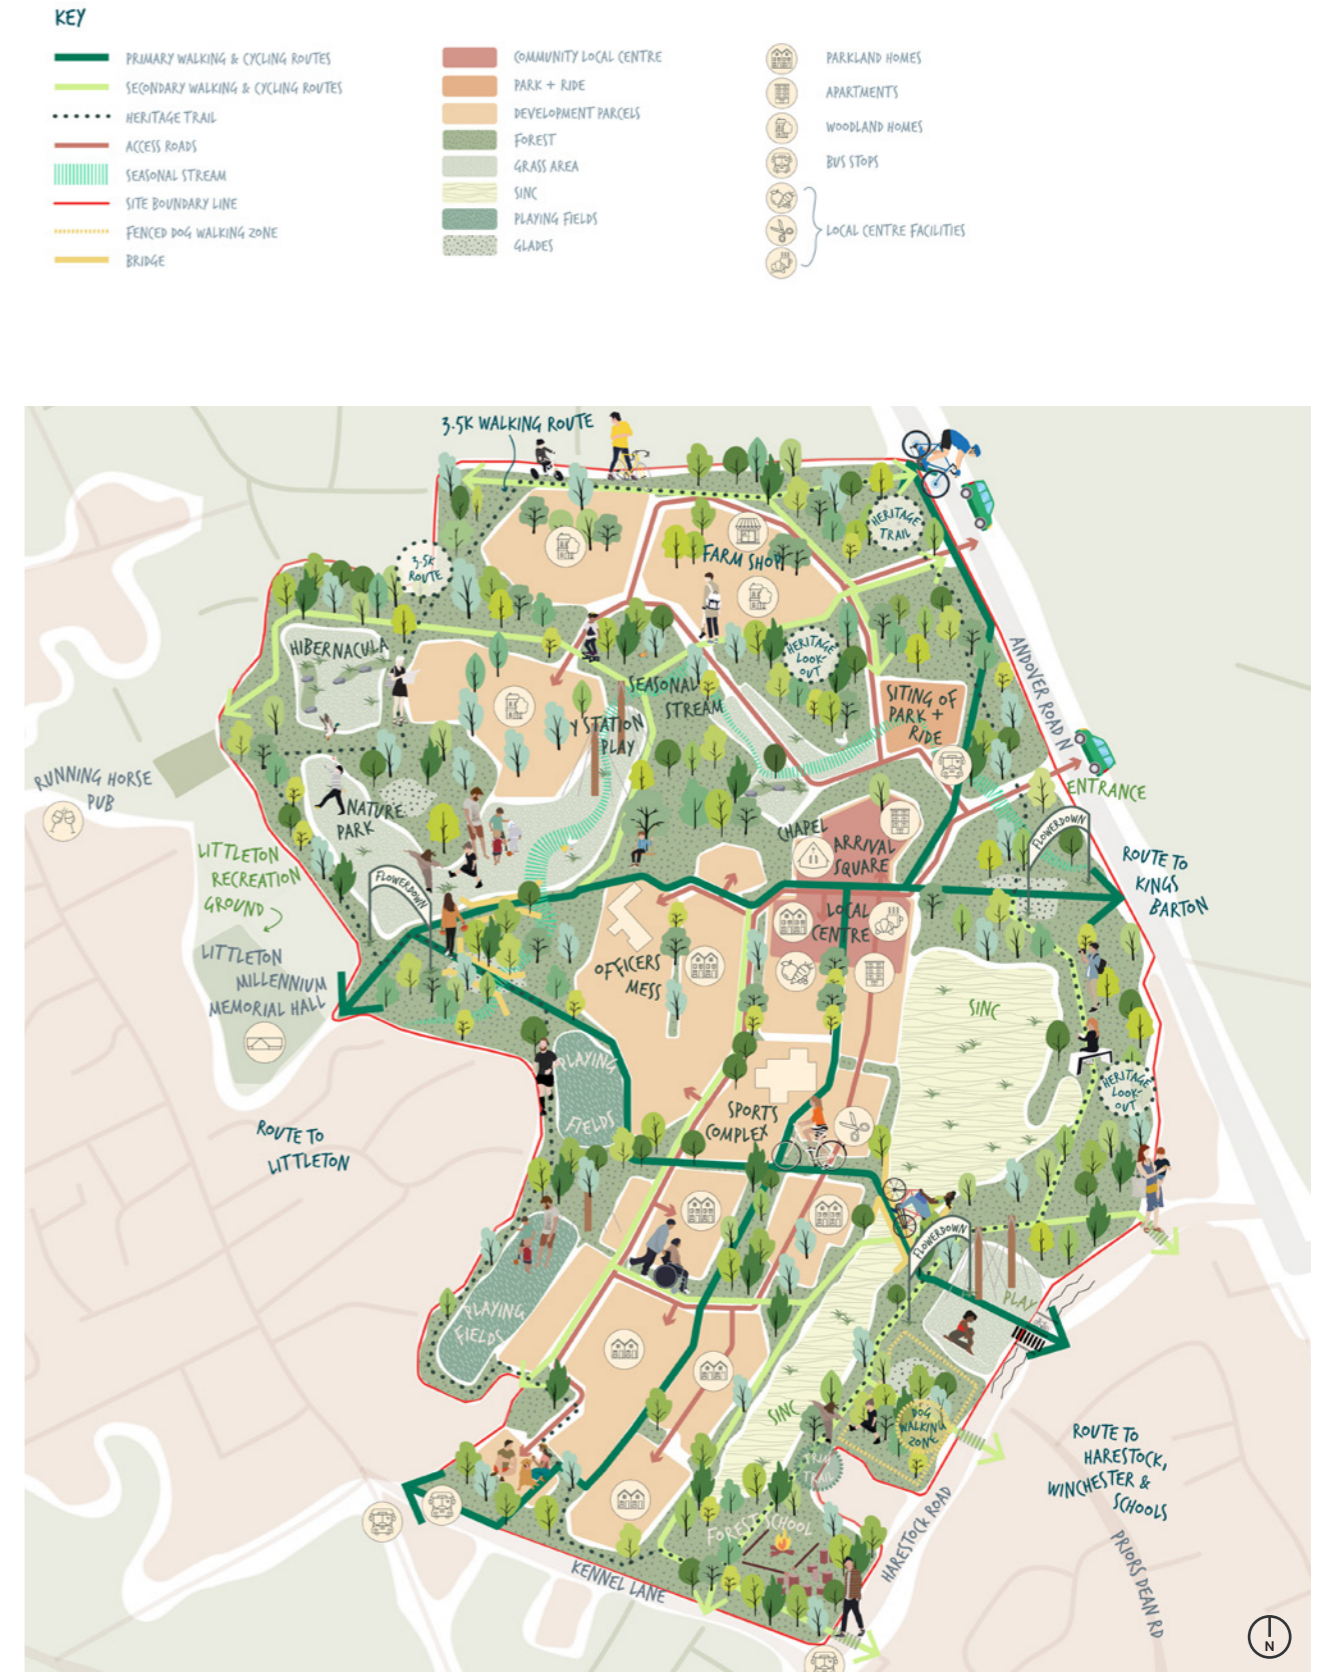 KEY
PRIMARY WALKING & CYCLING ROUTES
SECONDARY WALKING & CYCLING ROUTES
HERITAGE TRAIL
ACCESS ROADS
SEASONAL STREAM
SITE BOUNDARY LINE
FENCED DOG WALKING ZONE
BRIDGE
COMMUNITY LOCAL CENTRE
PARK + RIDE
DEVELOPMENT PARCELS
FOREST
GRASS AREA
SINC
PLAYING FIELDS
GLADES
PARKLAND HOMES
APARTMENTS
WOODLAND HOMES
BUS STOPS
LOCAL CENTRE FACILITIES
3.5K WALKING ROUTE
HERITAGE
TRAIL
3.5K
ROUTE
FARM SHOP
HIBERNACULA
HERITAGE
LOOK-
OUT
ANDOVER ROAD N
SEASONAL
STREAM
SITING OF
PARK +
RIDE
Y STATION
PLAY
RUNNING HORSE
PUB
ENTRANCE
NATURE
PARK
CHAPEL
ARRIVAL
SQUARE
FLOWERDOWN
LITTLETON
RECREATION
GROUND
FLOWERDOWN
ROUTE TO
KINGS
BARTON
LOCAL
CENTRE
LITTLETON
MILLENNIUM
MEMORIAL HALL
OFFICERS
MESS
SINC
PLAYING
FIELDS
HERITAGE
LOOK-
OUT
SPORTS
COMPLEX
ROUTE TO
LITTLETON
FLOWERDOWN
PLAYING
FIELDS
PLAY
SINC
DOG
WALKING
ZONE
TRIM
TRAIL
ROUTE TO
HARESTOCK,
WINCHESTER &
SCHOOLS
FOREST SCHOOL
HARESTOCK ROAD
PRIORS DEAN RD
KENNEL LANE
N